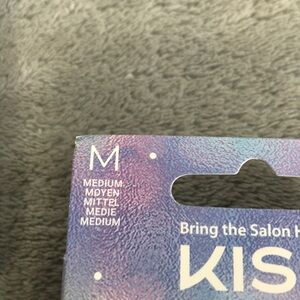 M
MEDIUM
MOYEN
MITTEL
MEDIE
MEDIUM
Bring the Salon H
KIS